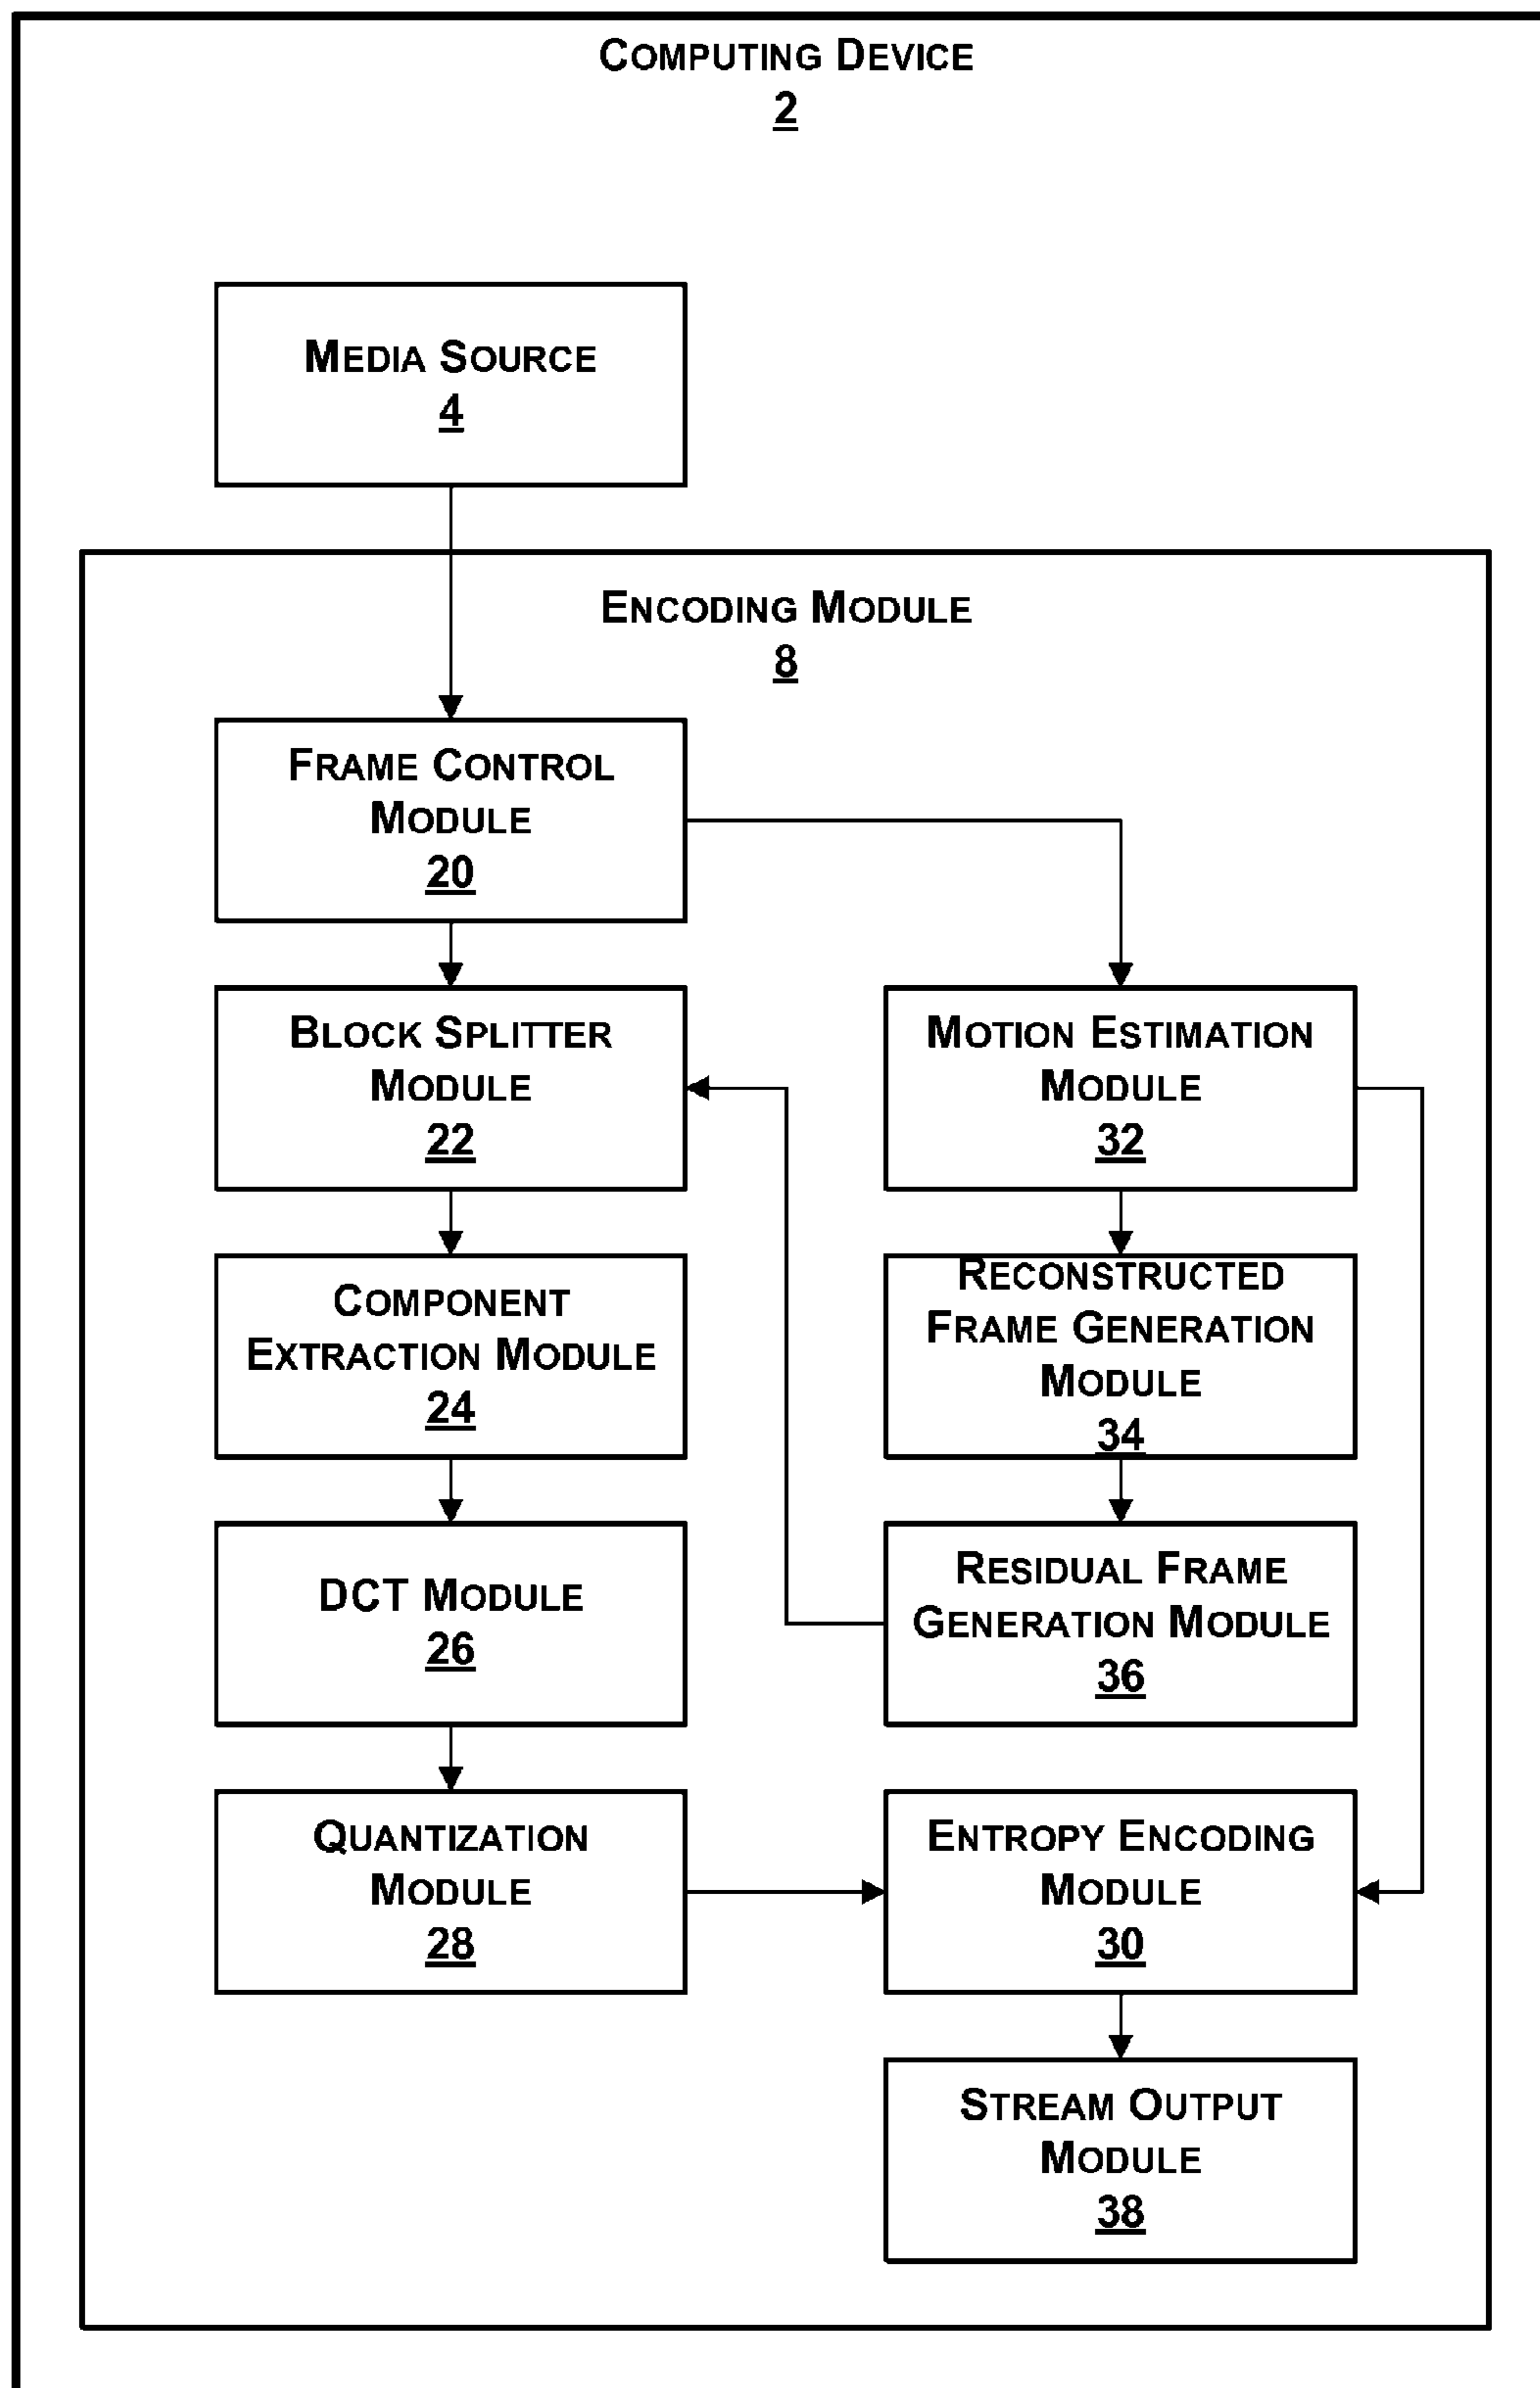 COMPUTING DEVICE
2
MEDIA SOURCE
4
ENCODING MODULE
8
FRAME CONTROL
MODULE
20
BLOCK SPLITTER
MODULE
22
MOTION ESTIMATION
MODULE
32
COMPONENT
EXTRACTION MODULE
24
RECONSTRUCTED
FRAME GENERATION
MODULE
34
DCT MODULE
26
RESIDUAL FRAME
GENERATION MODULE
36
QUANTIZATION
MODULE
28
ENTROPY ENCODING
MODULE
30
STREAM OUTPUT
MODULE
38